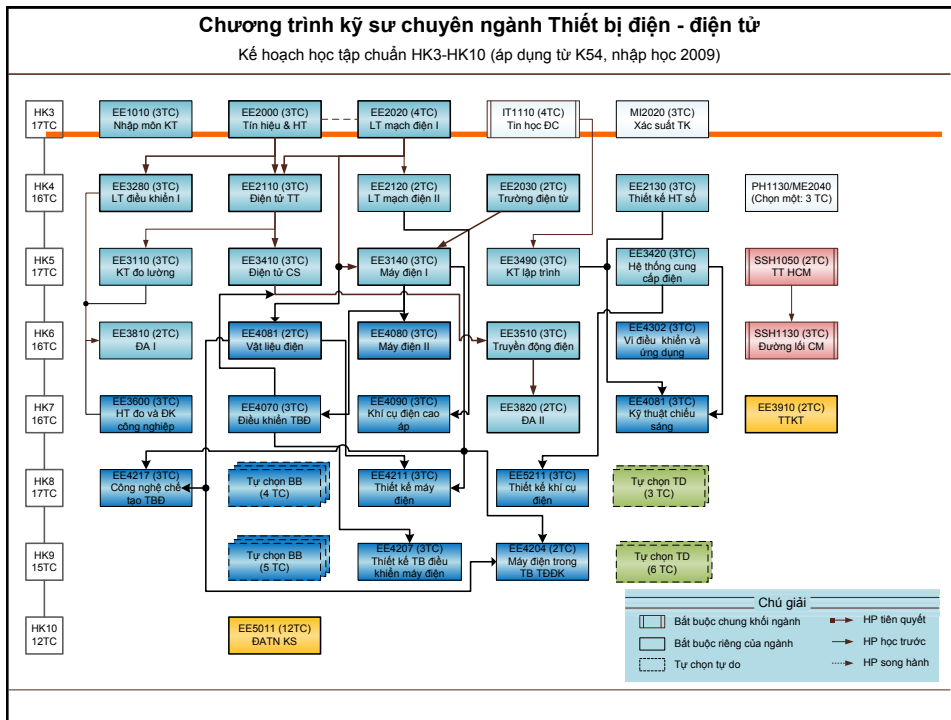 Chương trình kỹ sư chuyên ngành Thiết bị điện - điện tử
Kế hoạch học tập chuẩn HK3-HK10 (áp dụng từ K54, nhập học 2009)
HK3
17TC
EE1010 (3TC)
Nhập môn KT
EE2000 (3TC)
Tín hiệu & HT
EE2020 (4TC)
LT mạch điện I
IT1110 (4TC)
Tin học ĐC
MI2020 (3TC)
Xác suất TK
HK4
16TC
EE3280 (3TC)
LT điều khiển I
EE2110 (3TC)
Điện tử TT
EE2120 (2TC)
LT mạch điện II
EE2030 (2TC)
Trường điện từ
EE2130 (3TC)
Thiết kế HT số
PH1130/ME2040
(Chọn một: 3 TC)
HK5
17TC
EE3110 (3TC)
KT đo lường
EE3410 (3TC)
Điện tử CS
EE3140 (3TC)
Máy điện I
EE3490 (3TC)
KT lập trình
EE3420 (3TC)
Hệ thống cung
cấp điện
SSH1050 (2TC)
TT HCM
HK6
16TC
EE3810 (2TC)
ĐA I
EE4081 (2TC)
Vật liệu điện
EE4080 (3TC)
Máy điện II
EE3510 (3TC)
Truyền động điện
EE4302 (3TC)
Vi điều khiển và
ứng dụng
SSH1130 (3TC)
Đường lối CM
HK7
16TC
EE3600 (3TC)
HT đo và ĐK
công nghiệp
EE4070 (3TC)
Điều khiển TBĐ
EE4090 (3TC)
Khí cụ điện cao
áp
EE3820 (2TC)
ĐA II
EE4081 (3TC)
Kỹ thuật chiếu
sáng
EE3910 (2TC)
TTKT
HK8
17TC
EE4217 (3TC)
Công nghệ chế
tạo TBĐ
Tự chọn BB
(4 TC)
EE4211 (3TC)
Thiết kế máy
điện
EE5211 (3TC)
Thiết kế khí cụ
điện
Tự chọn TD
(3 TC)
HK9
15TC
Tự chọn BB
(5 TC)
EE4207 (3TC)
Thiết kế TB điều
khiển máy điện
EE4204 (2TC)
Máy điện trong
TB TĐĐK
Tự chọn TD
(6 TC)
HK10
12TC
EE5011 (12TC)
ĐATN KS
Chú giải
Bắt buộc chung khối ngành
HP tiên quyết
Bắt buộc riêng của ngành
HP học trước
Tự chọn tự do
HP song hành